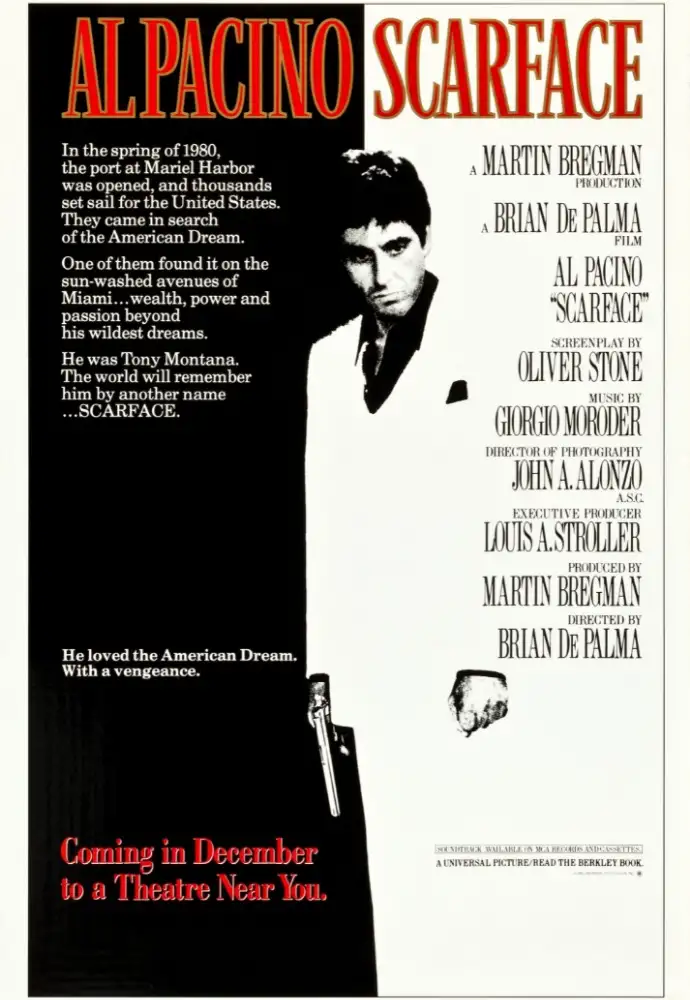 AL PACINO SCARFACE
In the spring of 1980,
the port at Mariel Harbor
was opened, and thousands
set sail for the United States.
They came in search
of the American Dream.
One of them found it on the
sun-washed avenues of
Miami...wealth, power and
passion beyond
his wildest dreams.
He was Tony Montana.
The world will remember
him by another name
...SCARFACE.
He loved the American Dream.
With a vengeance.
Coming in December
to a Theatre Near You.
A MARTIN BREGMAN
PRODUCTION
A BRIAN DE PALMA
FILM
AL PACINO
"SCARFACE"
SCREENPLAY BY
OLIVER STONE
MUSIC BY
GIORGIO MORODER
DIRECTOR OF PHOTOGRAPHY
JOHN A. ALONZO
A.S.C.
EXECUTIVE PRODUCER
LOUIS A. STROLLER
PRODUCED BY
MARTIN BREGMAN
DIRECTED BY
BRIAN DE PALMA
SOUNDTRACK AVAILABLE ON MCA RECORDS AND CASSETTES.
A UNIVERSAL PICTURE/READ THE BERKLEY BOOK.